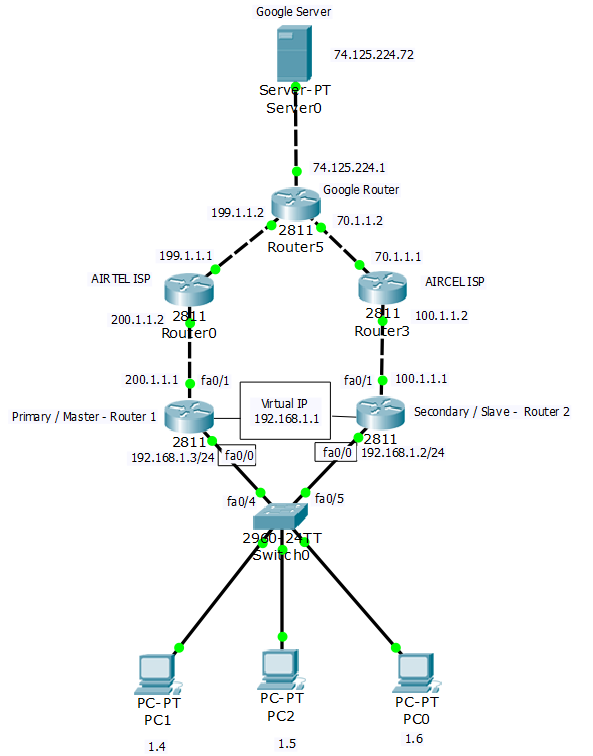 Google Server
74.125.224.72
Server-PT
Server0
74.125.224.1
Google Router
199.1.1.2
70.1.1.2
2811
Router5
199.1.1.1
70.1.1.1
AIRTEL ISP
AIRCEL ISP
2811
Router0
200.1.1.2
2811
Router3
100.1.1.2
200.1.1.1
fa0/1
fa0/1
100.1.1.1
Virtual IP
192.168.1.1
Primary / Master - Router 1
Secondary / Slave - Router 2
2811
2811
192.168.1.3/24
fa0/0
fa0/0
192.168.1.2/24
fa0/4
fa0/5
2960-24TT
Switch0
PC-PT
PC1
PC-PT
PC2
PC-PT
PC0
1.4
1.5
1.6